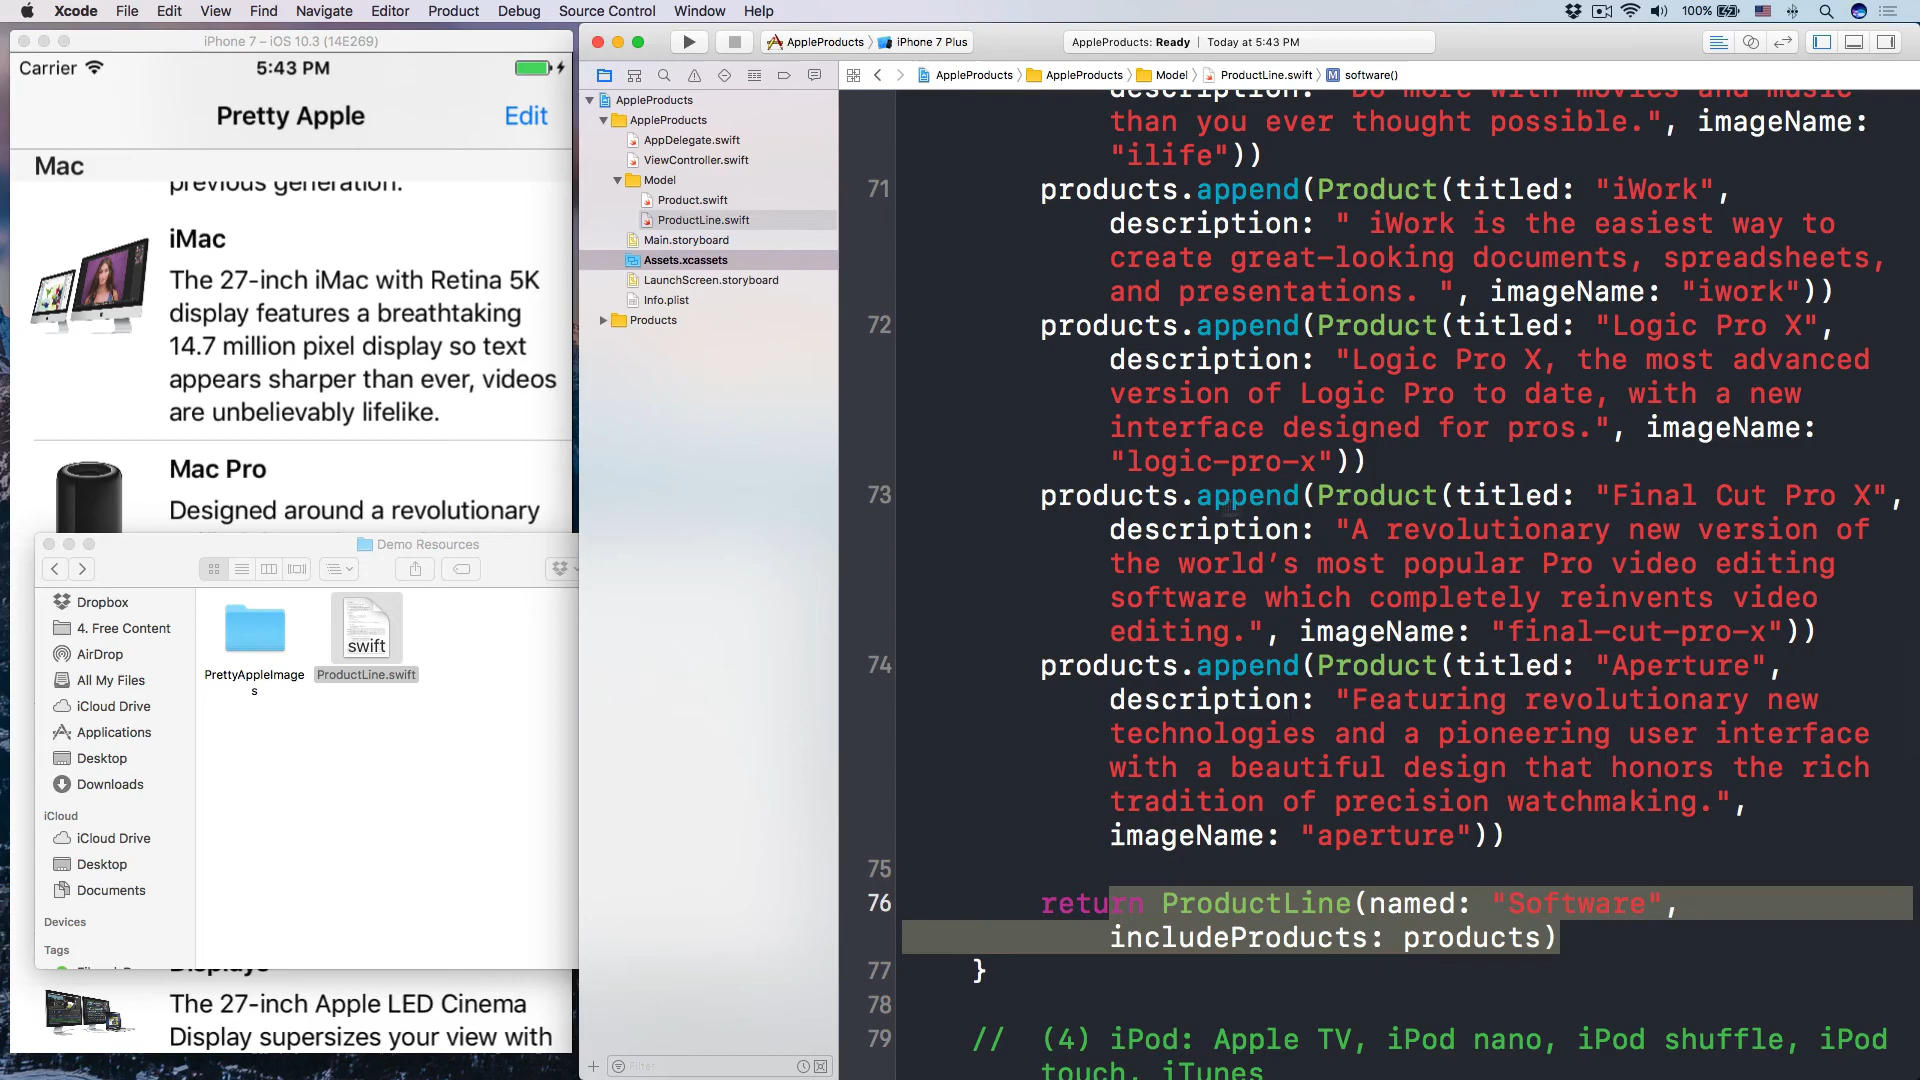 Xcode File Edit View Find Navigate Editor Product Debug Source Control Window Help
100%
iPhone 7 – iOS 10.3 (14E269)
Carrier 5:43 PM
Pretty Apple Edit
Mac
previous generation.
iMac
The 27-inch iMac with Retina 5K
display features a breathtaking
14.7 million pixel display so text
appears sharper than ever, videos
are unbelievably lifelike.
Mac Pro
Designed around a revolutionary
Demo Resources
Dropbox
4. Free Content
AirDrop
All My Files
iCloud Drive
Applications
Desktop
Downloads
iCloud
iCloud Drive
Desktop
Documents
Devices
Tags
PrettyAppleImage
s
swift
ProductLine.swift
Displays
The 27-inch Apple LED Cinema
Display supersizes your view with
AppleProducts iPhone 7 Plus
AppleProducts: Ready | Today at 5:43 PM
AppleProducts
AppleProducts
AppDelegate.swift
ViewController.swift
Model
Product.swift
ProductLine.swift
Main.storyboard
Assets.xcassets
LaunchScreen.storyboard
Info.plist
Products
Filter
AppleProducts AppleProducts Model ProductLine.swift M software()
description: "Do more with movies and music
than you ever thought possible.", imageName:
"ilife"))
71 products.append(Product(titled: "iWork",
description: " iWork is the easiest way to
create great-looking documents, spreadsheets,
and presentations. ", imageName: "iwork"))
72 products.append(Product(titled: "Logic Pro X",
description: "Logic Pro X, the most advanced
version of Logic Pro to date, with a new
interface designed for pros.", imageName:
"logic-pro-x"))
73 products.append(Product(titled: "Final Cut Pro X",
description: "A revolutionary new version of
the world’s most popular Pro video editing
software which completely reinvents video
editing.", imageName: "final-cut-pro-x"))
74 products.append(Product(titled: "Aperture",
description: "Featuring revolutionary new
technologies and a pioneering user interface
with a beautiful design that honors the rich
tradition of precision watchmaking.",
imageName: "aperture"))
75
76 return ProductLine(named: "Software",
includeProducts: products)
77 }
78
79 // (4) iPod: Apple TV, iPod nano, iPod shuffle, iPod
touch, iTunes